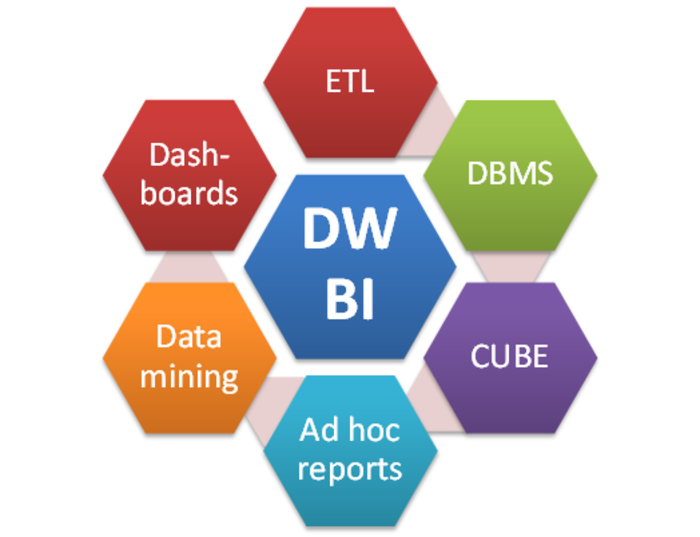 ETL
DBMS
CUBE
Ad hoc
reports
Data
mining
Dash-
boards
DW
BI